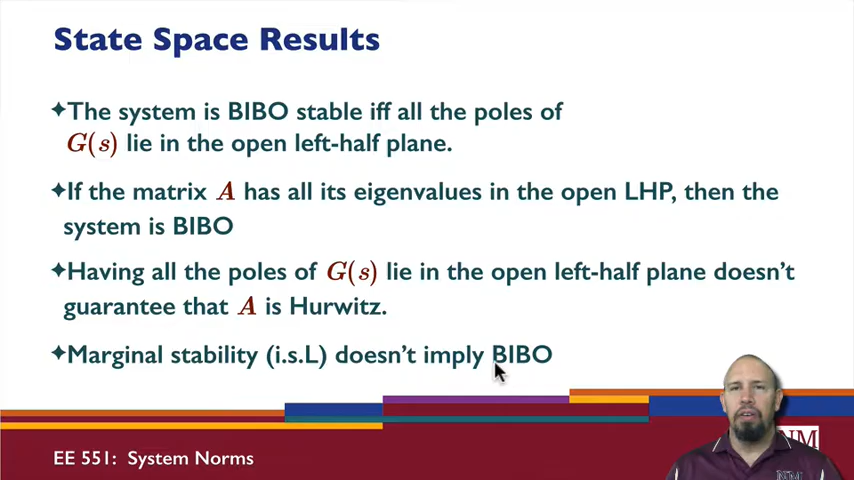 State Space Results
✦The system is BIBO stable iff all the poles of
G(s) lie in the open left-half plane.
✦If the matrix A has all its eigenvalues in the open LHP, then the
system is BIBO
✦Having all the poles of G(s) lie in the open left-half plane doesn't
guarantee that A is Hurwitz.
✦Marginal stability (i.s.L) doesn't imply BIBO
EE 551: System Norms